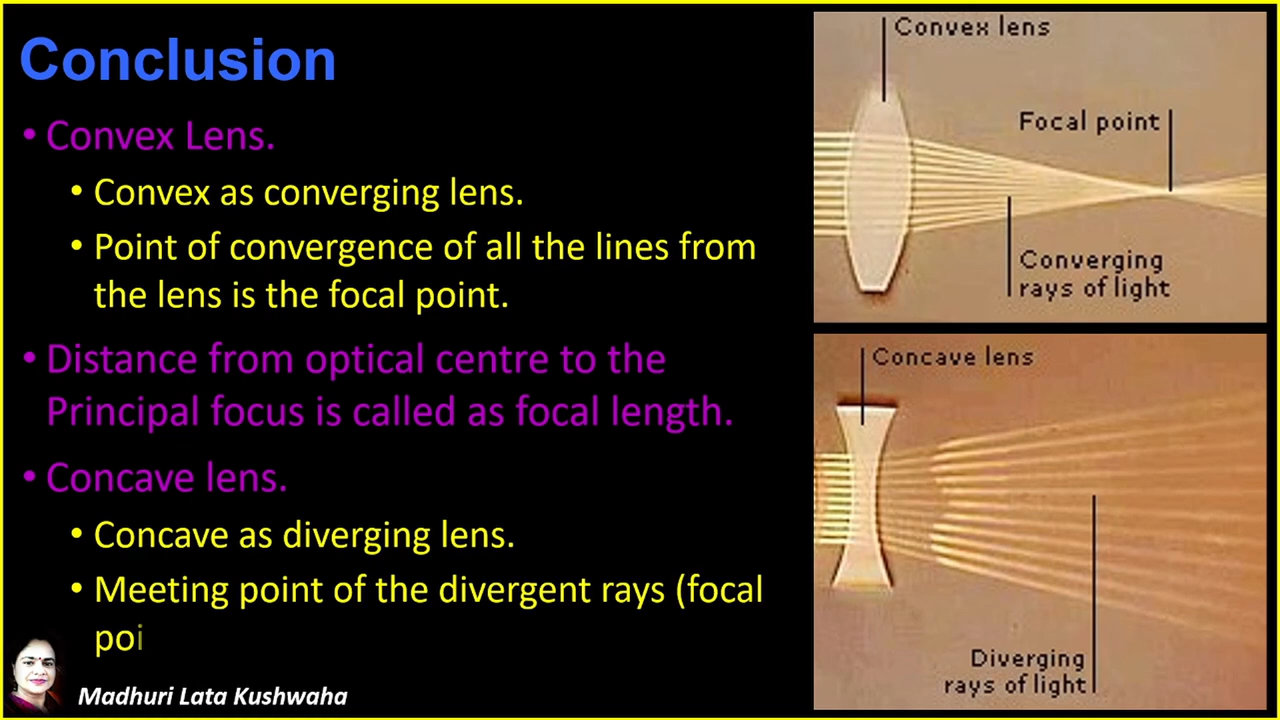 Conclusion
• Convex Lens.
• Convex as converging lens.
• Point of convergence of all the lines from
the lens is the focal point.
• Distance from optical centre to the
Principal focus is called as focal length.
• Concave lens.
• Concave as diverging lens.
• Meeting point of the divergent rays (focal
poi
Madhuri Lata Kushwaha
Convex lens
Focal point
Converging
rays of light
Concave lens
Diverging
rays of light